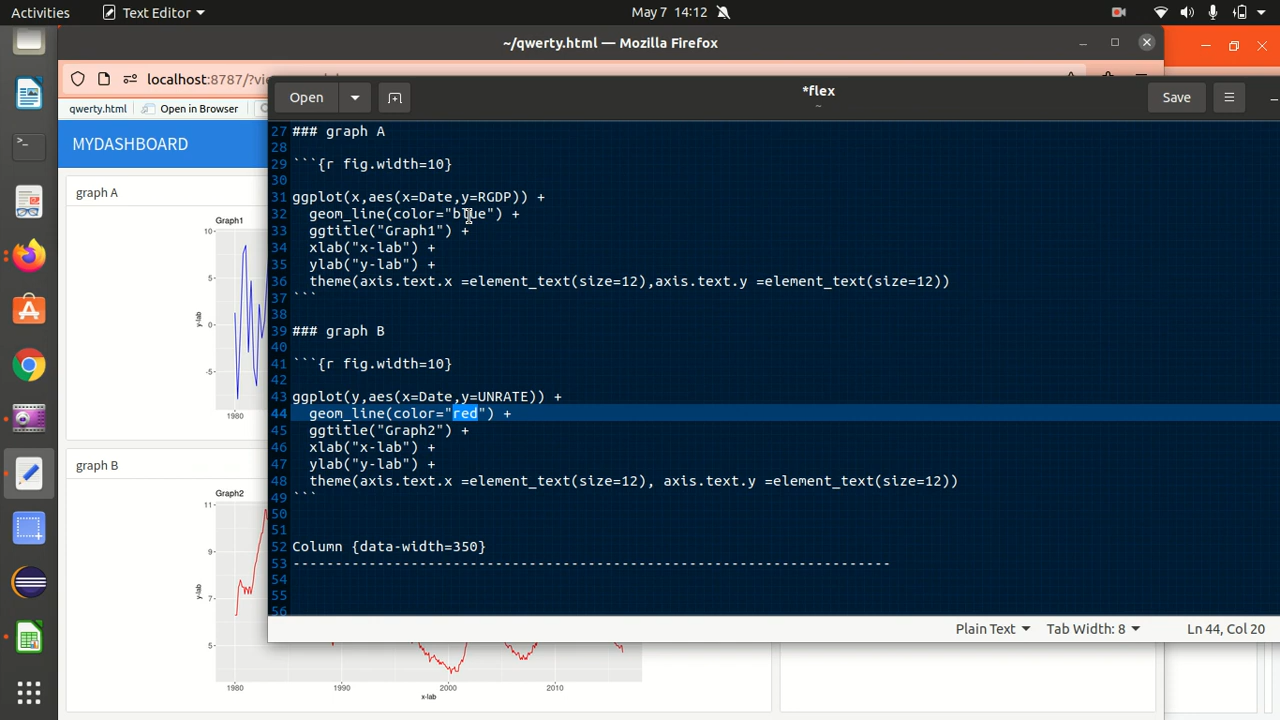 Activities
Text Editor
May 7 14:12
~/qwerty.html — Mozilla Firefox
localhost:8787/?vie
*flex
~
Open
Save
qwerty.html
Open in Browser
MYDASHBOARD
graph A
Graph1
10
5
0
-5
y-lab
1980
graph B
Graph2
11
9
7
5
y-lab
1980
1990
2000
2010
x-lab
27 ### graph A
28
29 ```{r fig.width=10}
30
31 ggplot(x,aes(x=Date,y=RGDP)) +
32 geom_line(color="blue") +
33 ggtitle("Graph1") +
34 xlab("x-lab") +
35 ylab("y-lab") +
36 theme(axis.text.x =element_text(size=12),axis.text.y =element_text(size=12))
37 ```
38
39 ### graph B
40
41 ```{r fig.width=10}
42
43 ggplot(y,aes(x=Date,y=UNRATE)) +
44 geom_line(color="red") +
45 ggtitle("Graph2") +
46 xlab("x-lab") +
47 ylab("y-lab") +
48 theme(axis.text.x =element_text(size=12), axis.text.y =element_text(size=12))
49 ```
50
51
52 Column {data-width=350}
53 -----------------------------------------------------------------------
54
55
56
Plain Text
Tab Width: 8
Ln 44, Col 20